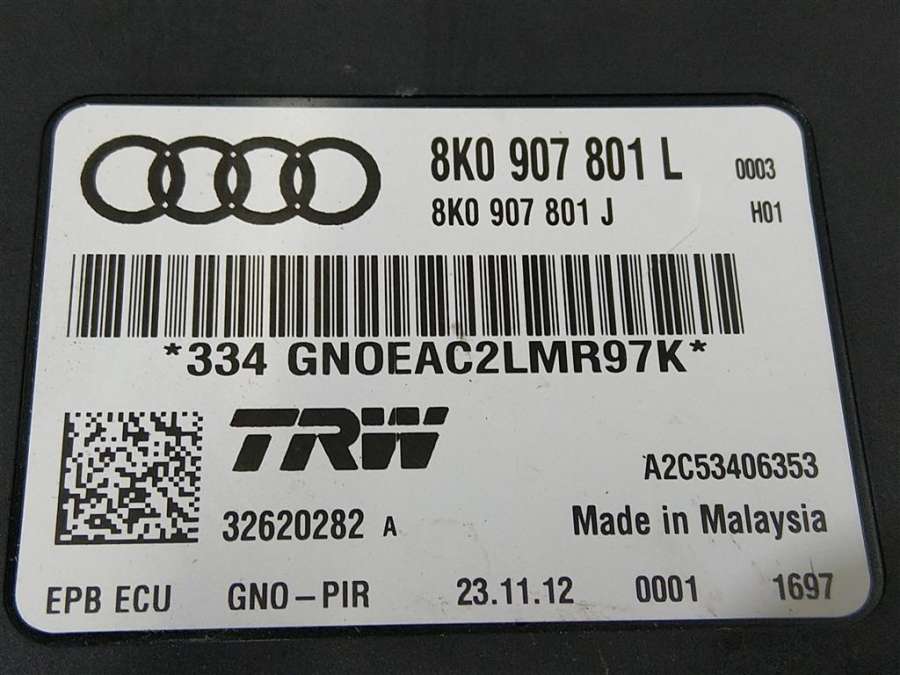 8K0 907 801 L 0003
8K0 907 801 J H01
*334 GNOEAC2LMR97K*
TRW
A2C53406353
32620282 A Made in Malaysia
EPB ECU GNO-PIR 23.11.12 0001 1697